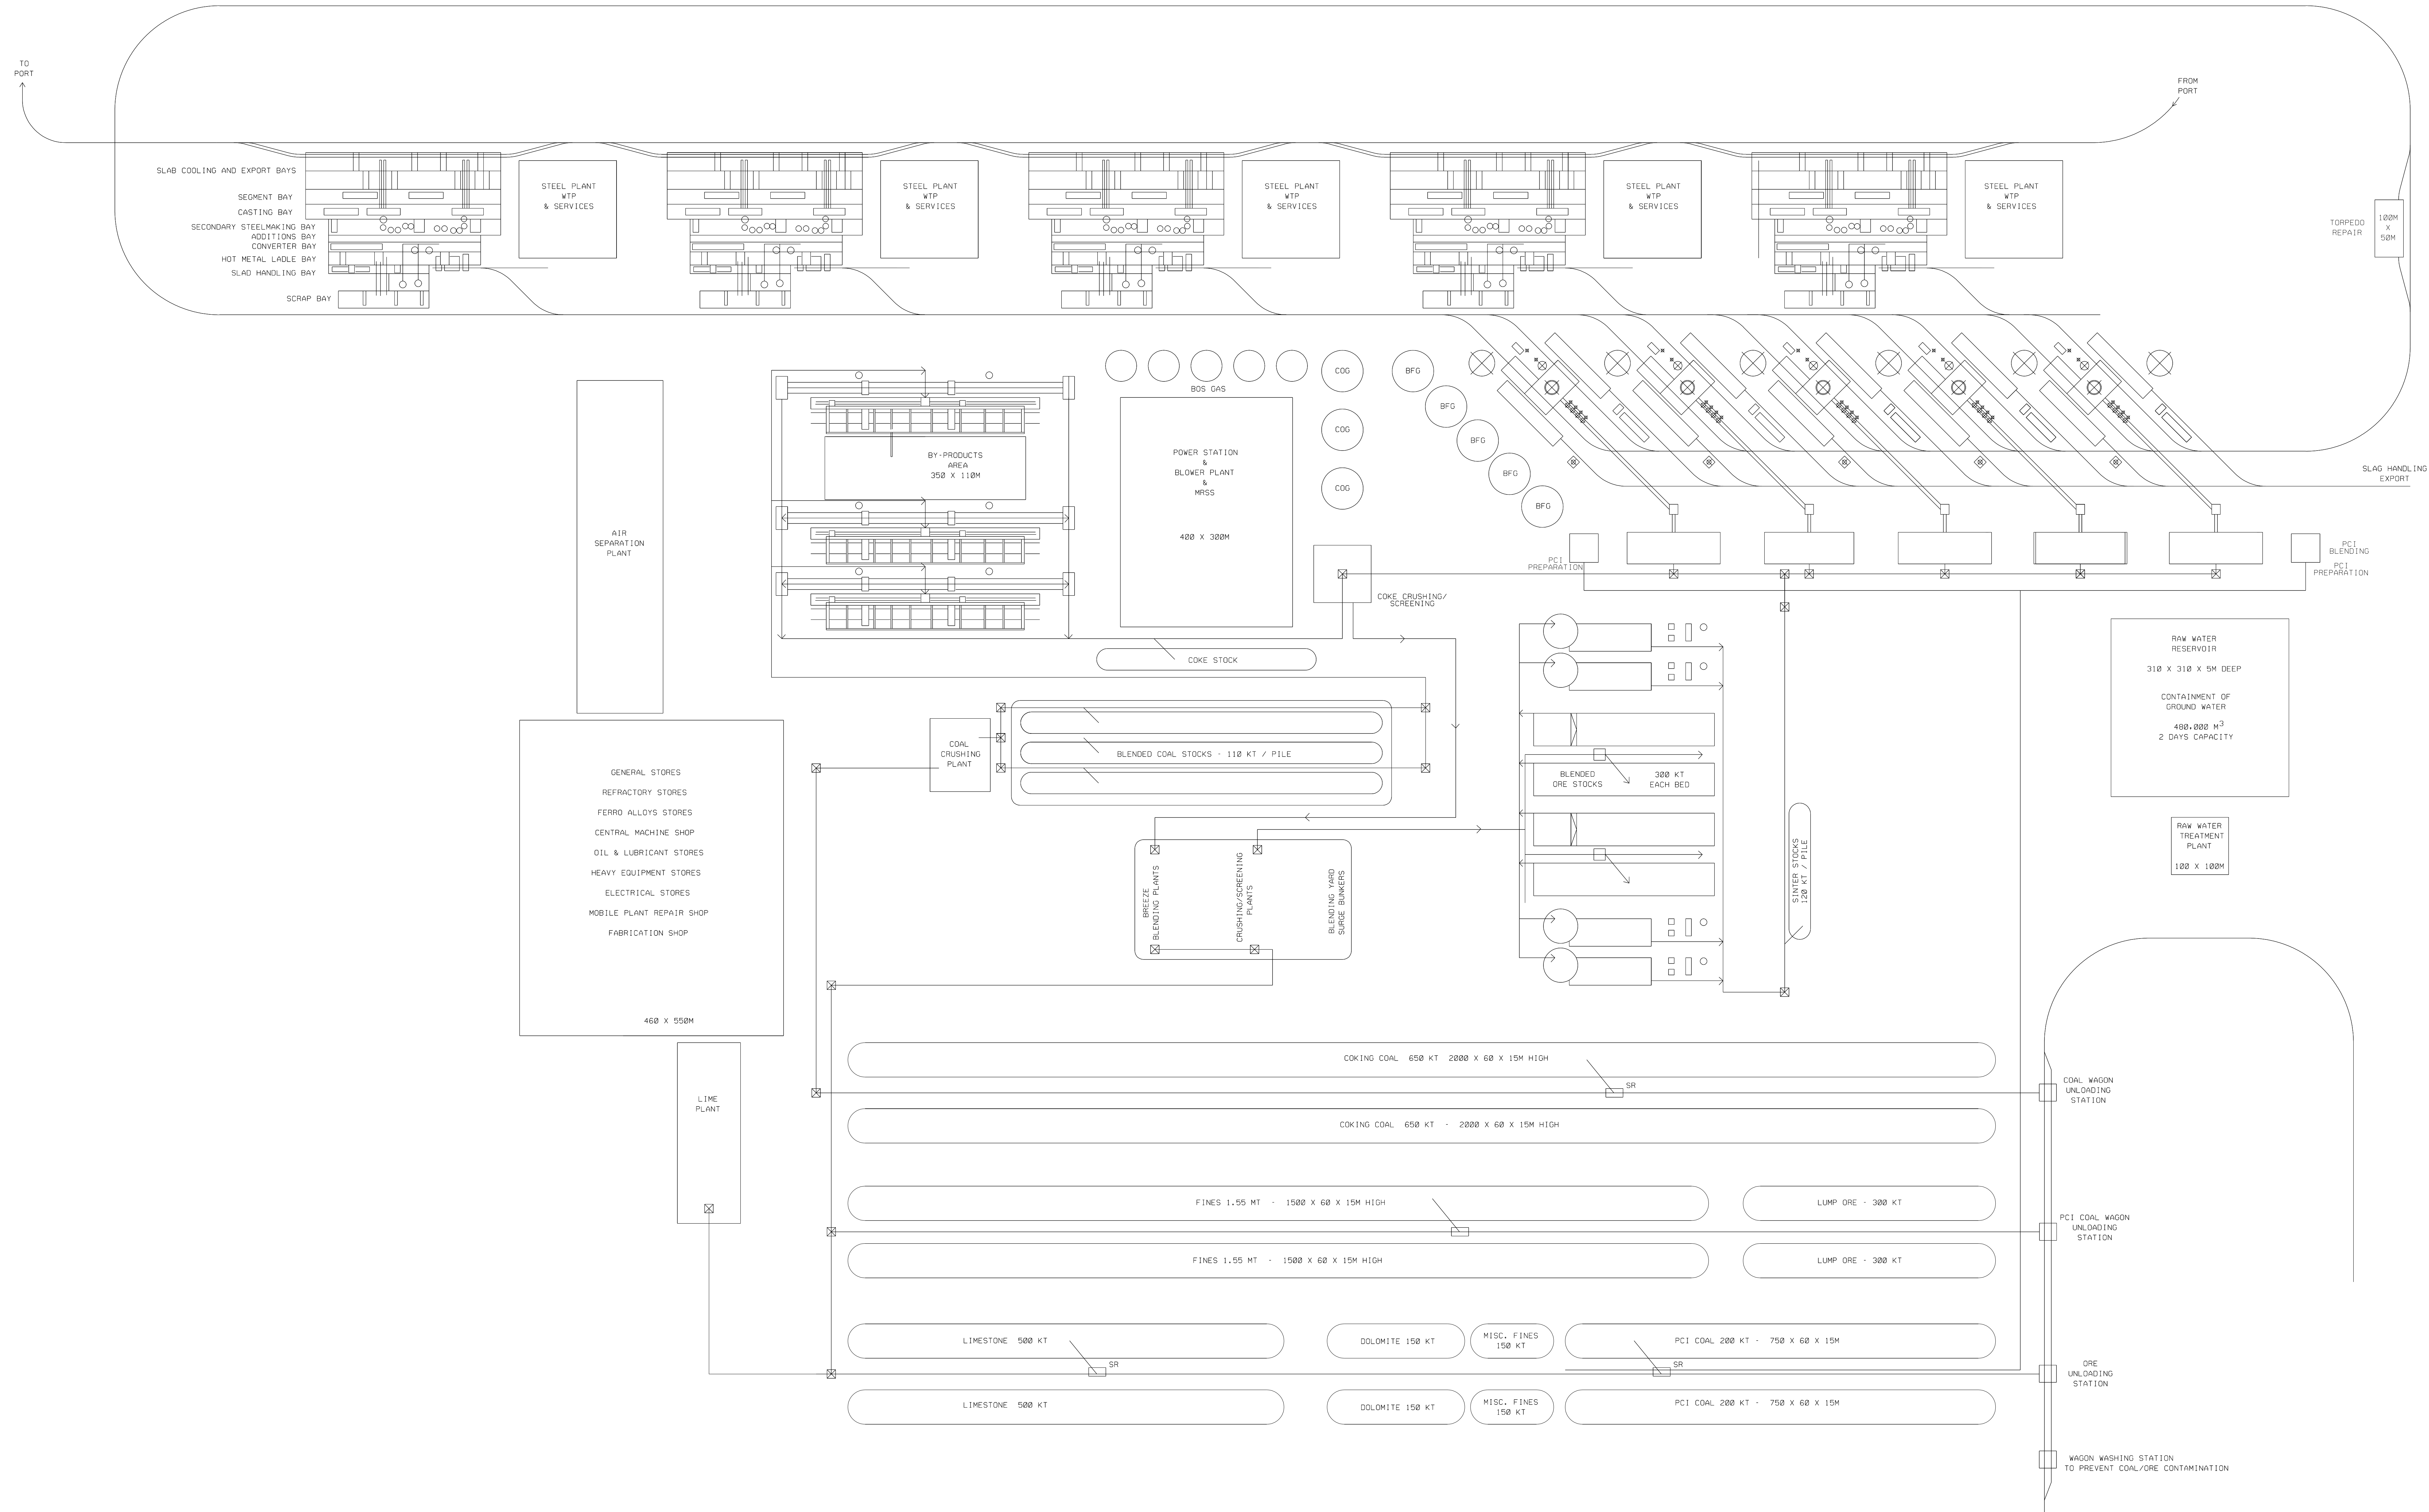 TO
PORT
FROM
PORT
SLAB COOLING AND EXPORT BAYS
SEGMENT BAY
CASTING BAY
SECONDARY STEELMAKING BAY
ADDITIONS BAY
CONVERTER BAY
HOT METAL LADLE BAY
SLAD HANDLING BAY
SCRAP BAY
STEEL PLANT
WTP
& SERVICES
STEEL PLANT
WTP
& SERVICES
STEEL PLANT
WTP
& SERVICES
STEEL PLANT
WTP
& SERVICES
STEEL PLANT
WTP
& SERVICES
TORPEDO
REPAIR
100M
X
50M
BOS GAS
COG
COG
COG
BFG
BFG
BFG
BFG
BFG
SLAG HANDLING
EXPORT
AIR
SEPARATION
PLANT
BY-PRODUCTS
AREA
350 X 110M
POWER STATION
&
BLOWER PLANT
&
MRSS
400 X 300M
COKE CRUSHING/
SCREENING
PCI
PREPARATION
PCI
BLENDING
PCI
PREPARATION
COKE STOCK
RAW WATER
RESERVOIR
310 X 310 X 5M DEEP
CONTAINMENT OF
GROUND WATER
480.000 M3
2 DAYS CAPACITY
RAW WATER
TREATMENT
PLANT
100 X 100M
COAL
CRUSHING
PLANT
BLENDED COAL STOCKS - 110 KT / PILE
BLENDED
ORE STOCKS
300 KT
EACH BED
SINTER STOCKS
120 KT / PILE
BREEZE
BLENDING PLANTS
CRUSHING/SCREENING
PLANTS
BLENDING YARD
SURGE BUNKERS
GENERAL STORES
REFRACTORY STORES
FERRO ALLOYS STORES
CENTRAL MACHINE SHOP
OIL & LUBRICANT STORES
HEAVY EQUIPMENT STORES
ELECTRICAL STORES
MOBILE PLANT REPAIR SHOP
FABRICATION SHOP
460 X 550M
LIME
PLANT
COKING COAL 650 KT 2000 X 60 X 15M HIGH
SR
COKING COAL 650 KT - 2000 X 60 X 15M HIGH
COAL WAGON
UNLOADING
STATION
FINES 1.55 MT - 1500 X 60 X 15M HIGH
LUMP ORE - 300 KT
PCI COAL WAGON
UNLOADING
STATION
FINES 1.55 MT - 1500 X 60 X 15M HIGH
LUMP ORE - 300 KT
LIMESTONE 500 KT
DOLOMITE 150 KT
MISC. FINES
150 KT
PCI COAL 200 KT - 750 X 60 X 15M
SR
SR
ORE
UNLOADING
STATION
LIMESTONE 500 KT
DOLOMITE 150 KT
MISC. FINES
150 KT
PCI COAL 200 KT - 750 X 60 X 15M
WAGON WASHING STATION
TO PREVENT COAL/ORE CONTAMINATION